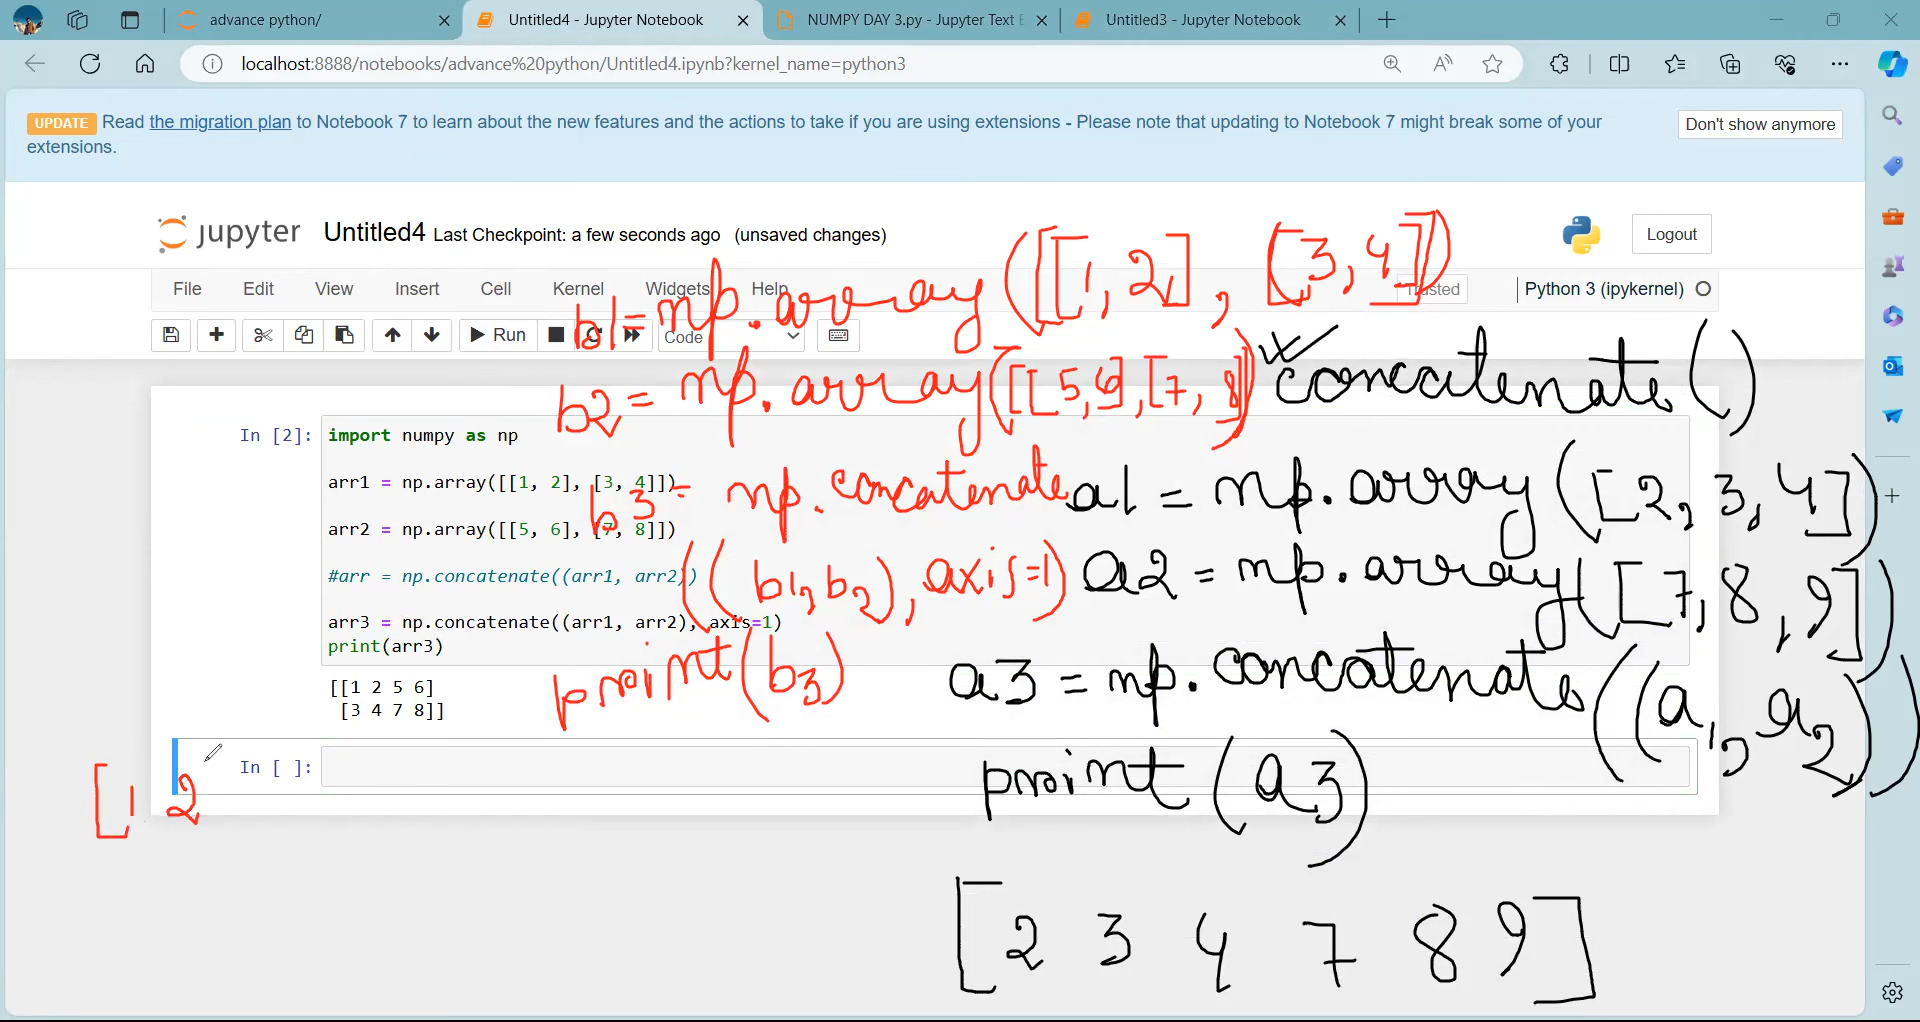 advance python/
Untitled4 - Jupyter Notebook
NUMPY DAY 3.py - Jupyter Text E
Untitled3 - Jupyter Notebook
localhost:8888/notebooks/advance%20python/Untitled4.ipynb?kernel_name=python3
UPDATE Read the migration plan to Notebook 7 to learn about the new features and the actions to take if you are using extensions - Please note that updating to Notebook 7 might break some of your
extensions.
Don't show anymore
jupyter Untitled4 Last Checkpoint: a few seconds ago (unsaved changes)
Logout
File Edit View Insert Cell Kernel Widgets Help
Trusted
Python 3 (ipykernel)
Run
Code
b1=np.array([[1,2],[3,4]])
b2=np.array([[5,6],[7,8]])
concatenate()
In [2]:
import numpy as np
arr1 = np.array([[1, 2], [3, 4]])
arr2 = np.array([[5, 6], [7, 8]])
#arr = np.concatenate((arr1, arr2))
arr3 = np.concatenate((arr1, arr2), axis=1)
print(arr3)
[[1 2 5 6]
[3 4 7 8]]
In [ ]:
b3 = np.concatenate
((b1,b2),axis=1)
print(b3)
[1 2
a1 = np.array([2,3,4])
a2 = np.array([7,8,9])
a3 = np.concatenate((a1,a2))
print(a3)
[2 3 4 7 8 9]